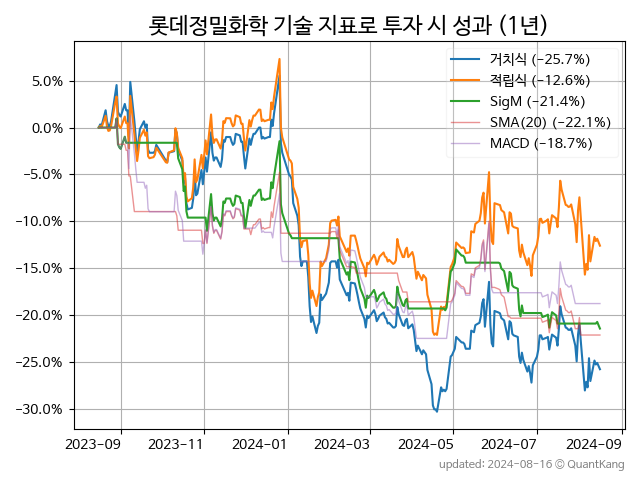 롯데정밀화학 기술 지표로 투자 시 성과 (1년)
거치식 (−25.7%)
적립식 (−12.6%)
SigM (−21.4%)
SMA(20) (−22.1%)
MACD (−18.7%)
5.0%
0.0%
−5.0%
−10.0%
−15.0%
−20.0%
−25.0%
−30.0%
2023-09 2023-11 2024-01 2024-03 2024-05 2024-07 2024-09
updated: 2024-08-16 © QuantKang